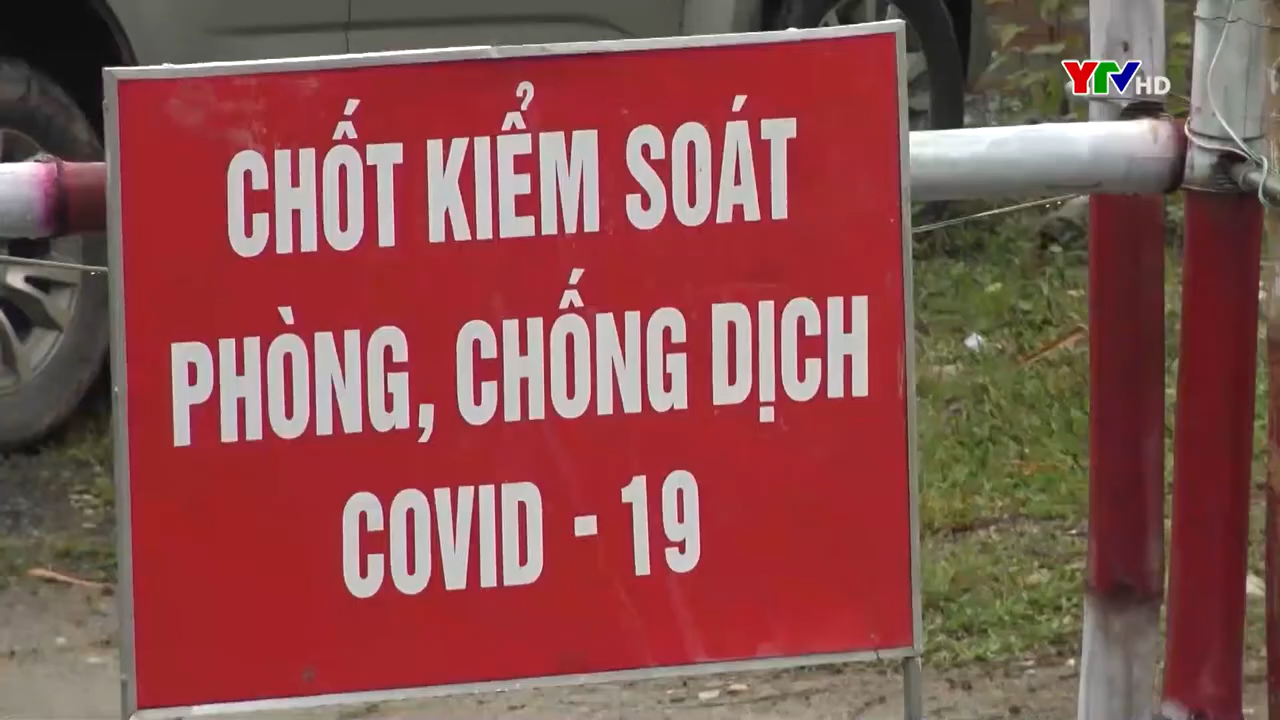 YTV HD
CHỐT KIỂM SOÁT
PHÒNG, CHỐNG DỊCH
COVID - 19